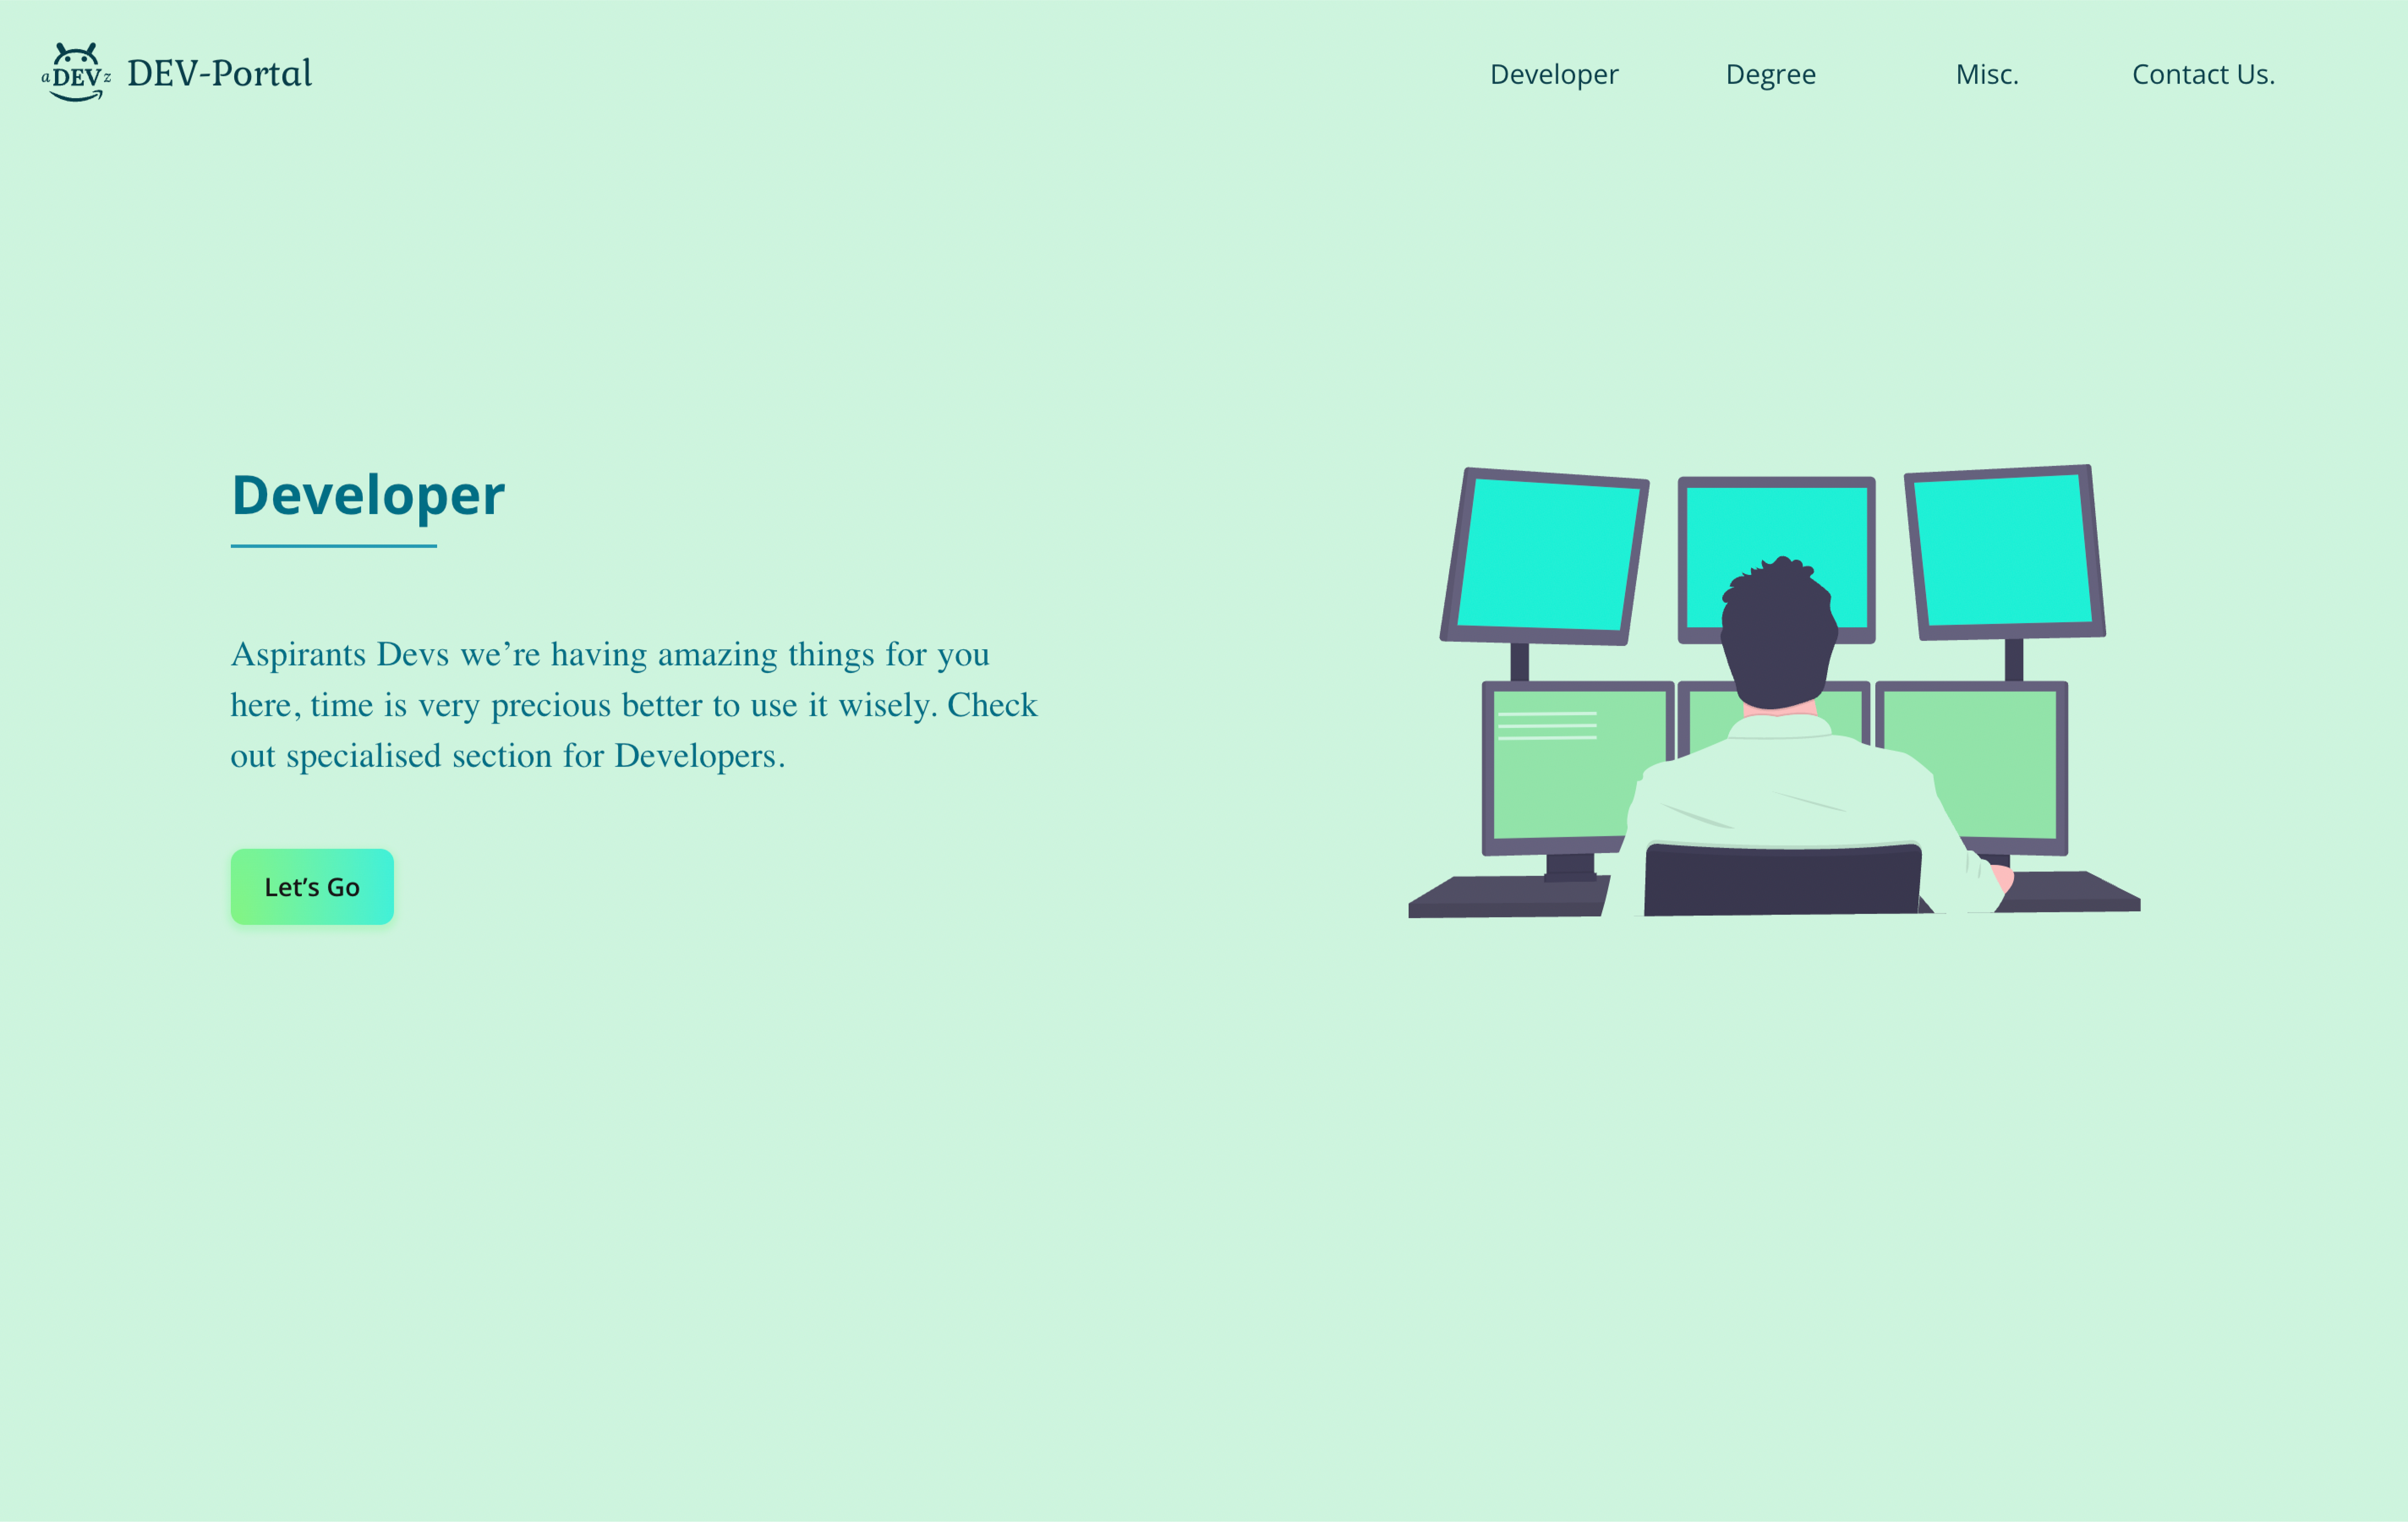 aDEVz DEV-Portal
Developer Degree Misc. Contact Us.
Developer
Aspirants Devs we’re having amazing things for you
here, time is very precious better to use it wisely. Check
out specialised section for Developers.
Let’s Go